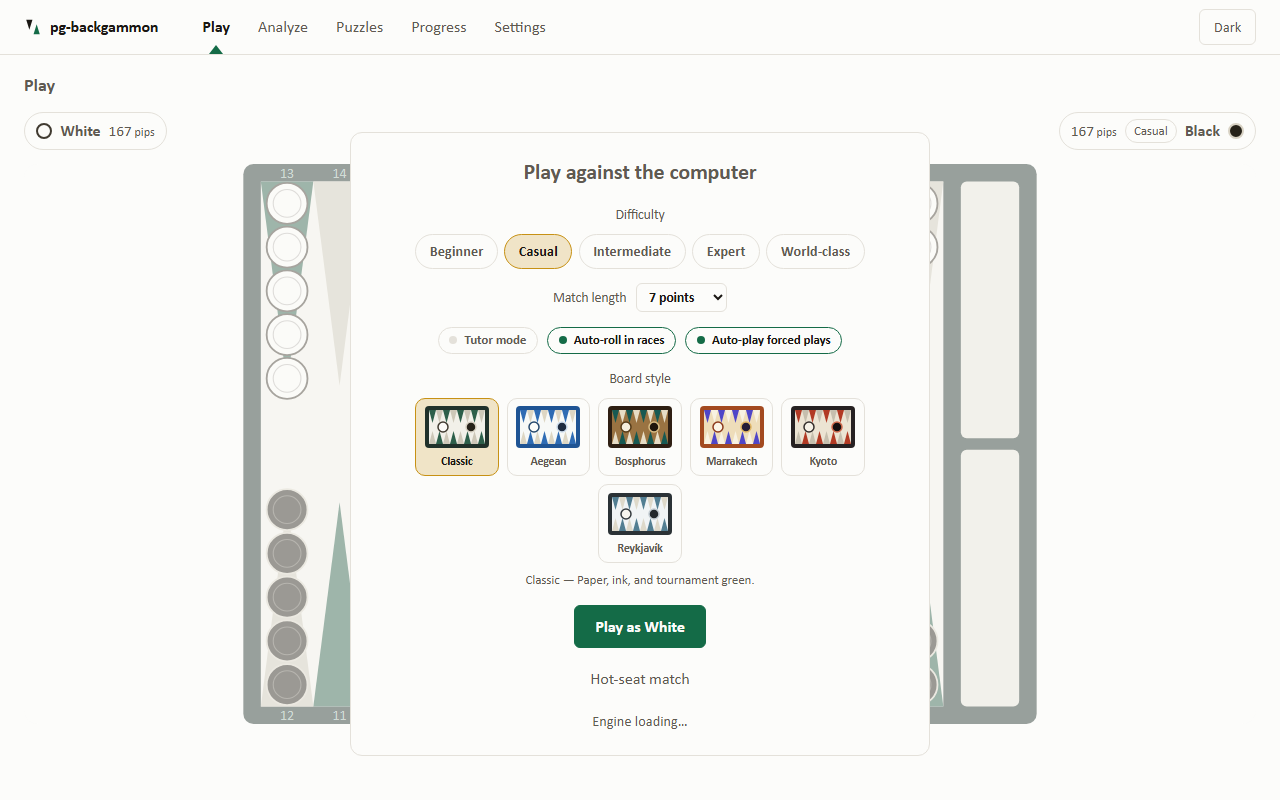 pg-backgammon Play Analyze Puzzles Progress Settings Dark
Play
White 167 pips
167 pips Casual Black
13 14
Play against the computer
Difficulty
Beginner Casual Intermediate Expert World-class
Match length 7 points
Tutor mode Auto-roll in races Auto-play forced plays
Board style
Classic Aegean Bosphorus Marrakech Kyoto
Reykjavík
Classic — Paper, ink, and tournament green.
Play as White
Hot-seat match
12 11
Engine loading...